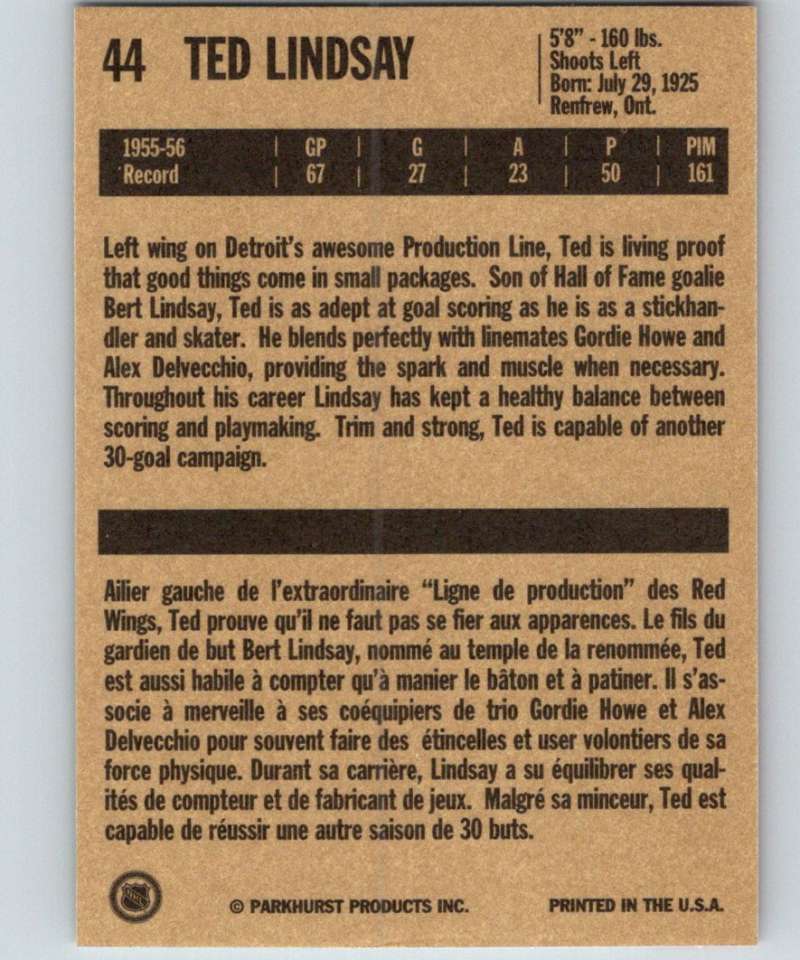 44 TED LINDSAY
5'8" - 160 lbs.
Shoots Left
Born: July 29, 1925
Renfrew, Ont.
1955-56 | GP | G | A | P | PIM
Record | 67 | 27 | 23 | 50 | 161
Left wing on Detroit's awesome Production Line, Ted is living proof
that good things come in small packages. Son of Hall of Fame goalie
Bert Lindsay, Ted is as adept at goal scoring as he is as a stickhan-
dler and skater. He blends perfectly with linemates Gordie Howe and
Alex Delvecchio, providing the spark and muscle when necessary.
Throughout his career Lindsay has kept a healthy balance between
scoring and playmaking. Trim and strong, Ted is capable of another
30-goal campaign.
Ailier gauche de l'extraordinaire "Ligne de production" des Red
Wings, Ted prouve qu'il ne faut pas se fier aux apparences. Le fils du
gardien de but Bert Lindsay, nommé au temple de la renommée, Ted
est aussi habile à compter qu'à manier le bâton et à patiner. Il s'as-
socie à merveille à ses coéquipiers de trio Gordie Howe et Alex
Delvecchio pour souvent faire des étincelles et user volontiers de sa
force physique. Durant sa carrière, Lindsay a su équilibrer ses qual-
ités de compteur et de fabricant de jeux. Malgré sa minceur, Ted est
capable de réussir une autre saison de 30 buts.
NHL
© PARKHURST PRODUCTS INC.
PRINTED IN THE U.S.A.